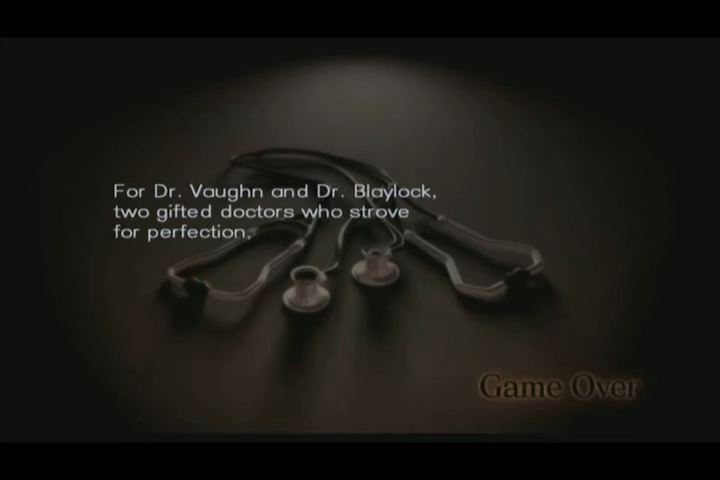 For Dr. Vaughn and Dr. Blaylock,
two gifted doctors who strove
for perfection,
Game Over